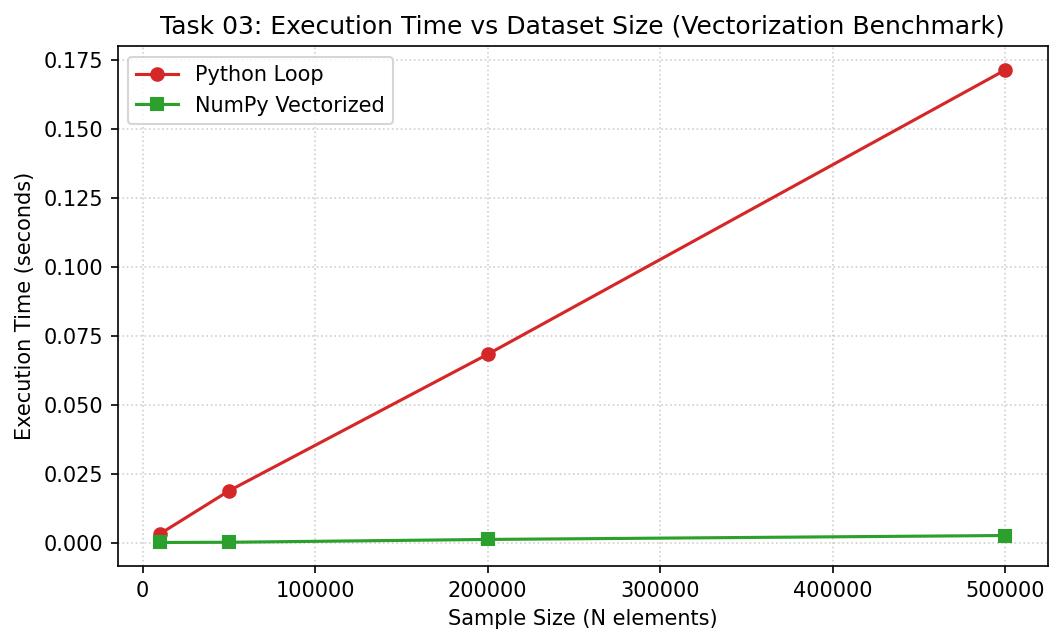 Task 03: Execution Time vs Dataset Size (Vectorization Benchmark)
Python Loop
NumPy Vectorized
Execution Time (seconds)
0.175
0.150
0.125
0.100
0.075
0.050
0.025
0.000
0 100000 200000 300000 400000 500000
Sample Size (N elements)